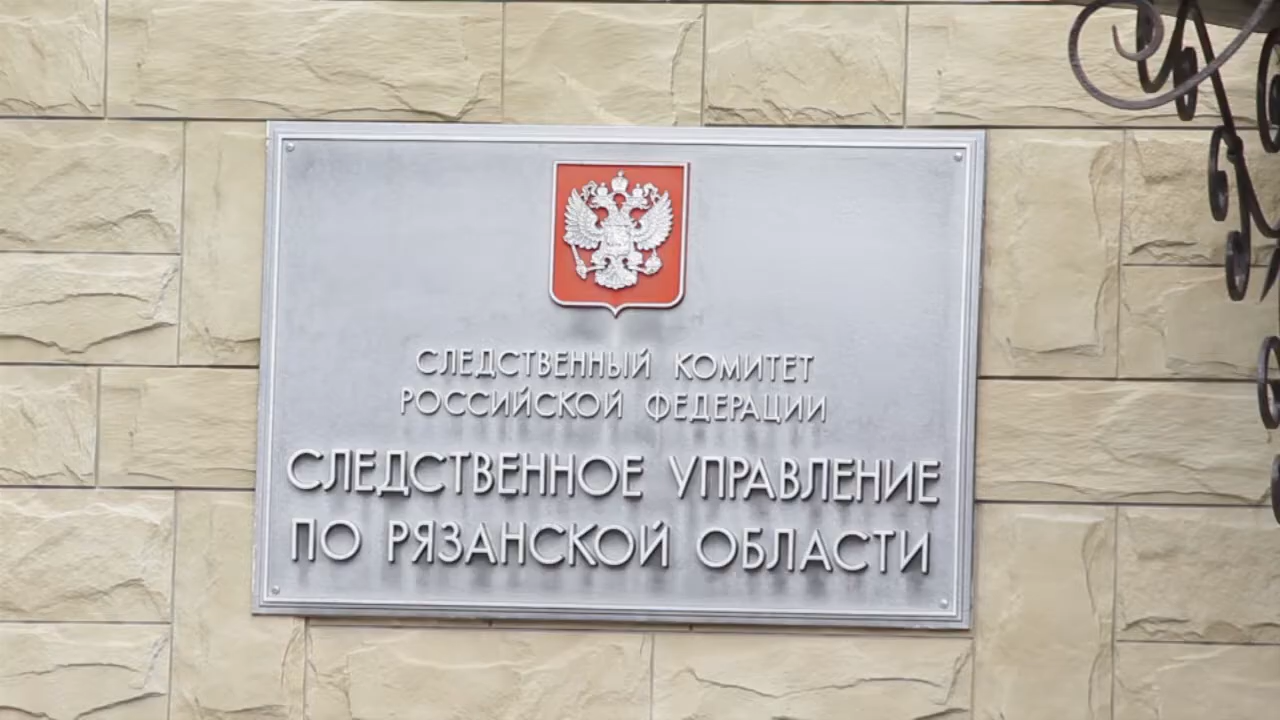 СЛЕДСТВЕННЫЙ КОМИТЕТ
РОССИЙСКОЙ ФЕДЕРАЦИИ
СЛЕДСТВЕННОЕ УПРАВЛЕНИЕ
ПО РЯЗАНСКОЙ ОБЛАСТИ